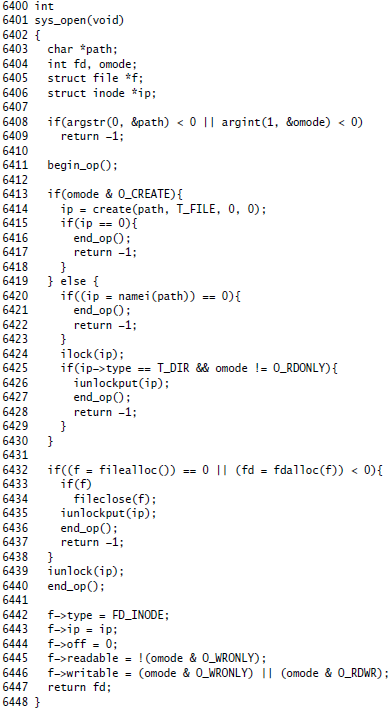 6400 int
6401 sys_open(void)
6402 {
6403   char *path;
6404   int fd, omode;
6405   struct file *f;
6406   struct inode *ip;
6407
6408   if(argstr(0, &path) < 0 || argint(1, &omode) < 0)
6409     return -1;
6410
6411   begin_op();
6412
6413   if(omode & O_CREATE){
6414     ip = create(path, T_FILE, 0, 0);
6415     if(ip == 0){
6416       end_op();
6417       return -1;
6418     }
6419   } else {
6420     if((ip = namei(path)) == 0){
6421       end_op();
6422       return -1;
6423     }
6424     ilock(ip);
6425     if(ip->type == T_DIR && omode != O_RDONLY){
6426       iunlockput(ip);
6427       end_op();
6428       return -1;
6429     }
6430   }
6431
6432   if((f = filealloc()) == 0 || (fd = fdalloc(f)) < 0){
6433     if(f)
6434       fileclose(f);
6435     iunlockput(ip);
6436     end_op();
6437     return -1;
6438   }
6439   iunlock(ip);
6440   end_op();
6441
6442   f->type = FD_INODE;
6443   f->ip = ip;
6444   f->off = 0;
6445   f->readable = !(omode & O_WRONLY);
6446   f->writable = (omode & O_WRONLY) || (omode & O_RDWR);
6447   return fd;
6448 }